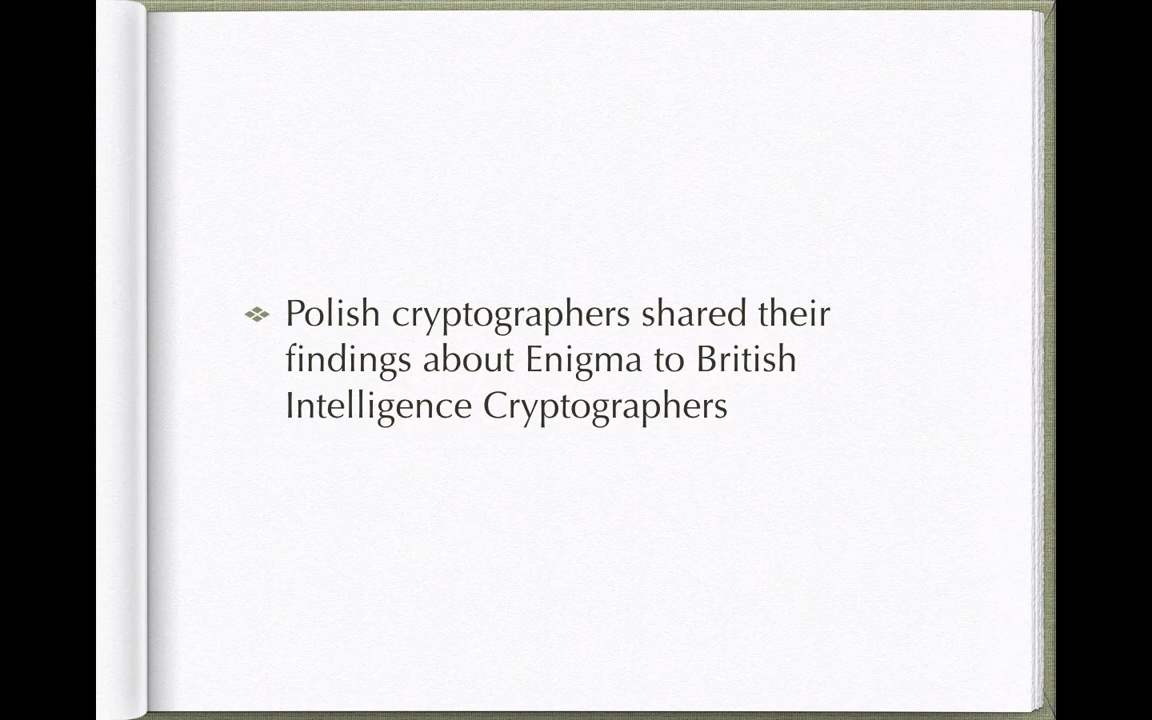 Polish cryptographers shared their
findings about Enigma to British
Intelligence Cryptographers